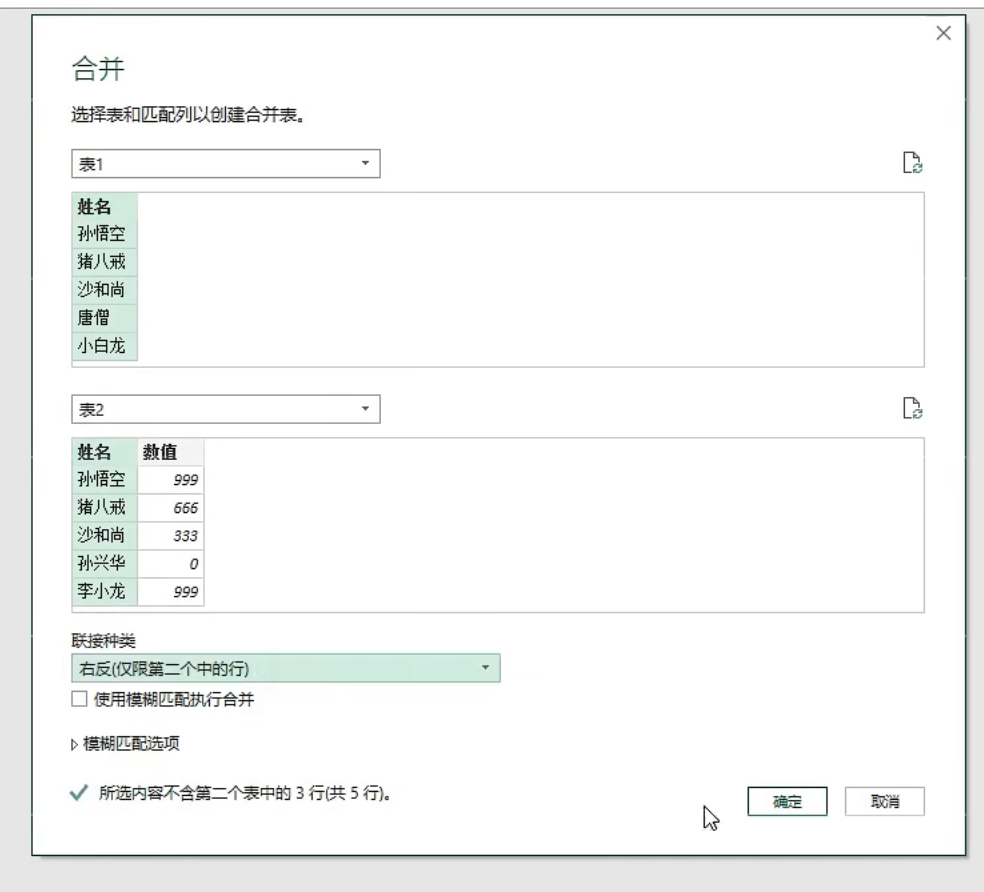 合并
选择表和匹配列以创建合并表。
表1
姓名
孙悟空
猪八戒
沙和尚
唐僧
小白龙
表2
姓名 数值
孙悟空 999
猪八戒 666
沙和尚 333
孙兴华 0
李小龙 999
联接种类
右反(仅限第二个中的行)
使用模糊匹配执行合并
模糊匹配选项
所选内容不含第二个表中的 3 行(共 5 行)。
确定 取消